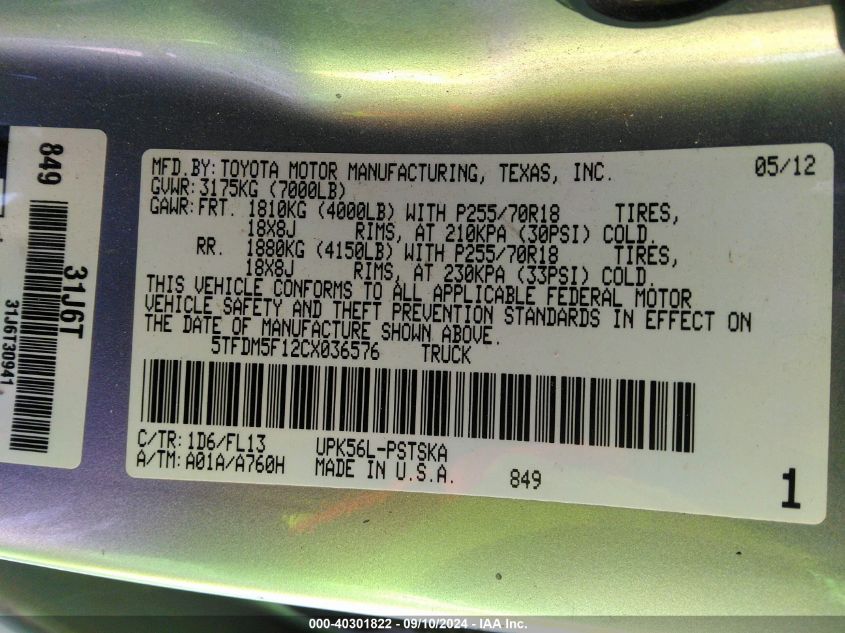 849
31J6T
31J6T30941
MFD.BY: TOYOTA MOTOR MANUFACTURING, TEXAS, INC. 05/12
GVWR: 3175KG (7000LB)
GAWR: FRT. 1810KG (4000LB) WITH P255/70R18 TIRES,
18X8J RIMS, AT 210KPA (30PSI) COLD.
RR. 1880KG (4150LB) WITH P255/70R18 TIRES,
18X8J RIMS, AT 230KPA (33PSI) COLD.
THIS VEHICLE CONFORMS TO ALL APPLICABLE FEDERAL MOTOR
VEHICLE SAFETY AND THEFT PREVENTION STANDARDS IN EFFECT ON
THE DATE OF MANUFACTURE SHOWN ABOVE.
5TFDM5F12CX036576 TRUCK
C/TR: 1D6/FL13 UPK56L-PSTSKA
A/TM: A01A/A760H MADE IN U.S.A. 849
1
000-40301822 - 09/10/2024 - IAA Inc.